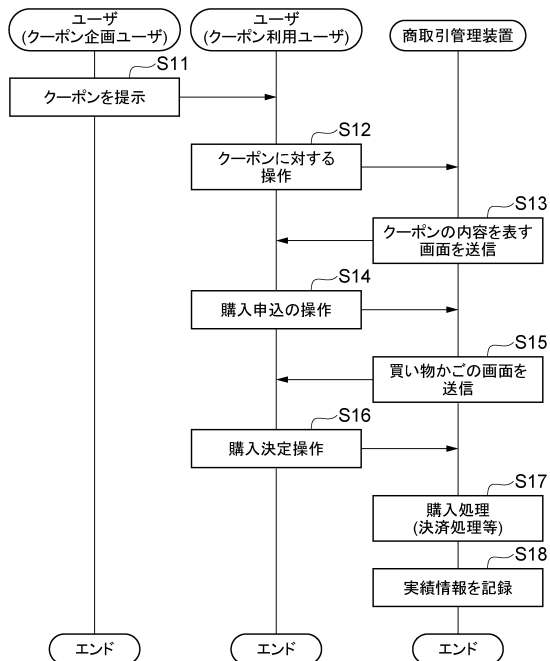 ユーザ
(クーポン企画ユーザ)
ユーザ
(クーポン利用ユーザ)
商取引管理装置
S11
クーポンを提示
S12
クーポンに対する
操作
S13
クーポンの内容を表す
画面を送信
S14
購入申込の操作
S15
買い物かごの画面を
送信
S16
購入決定操作
S17
購入処理
(決済処理等)
S18
実績情報を記録
エンド
エンド
エンド